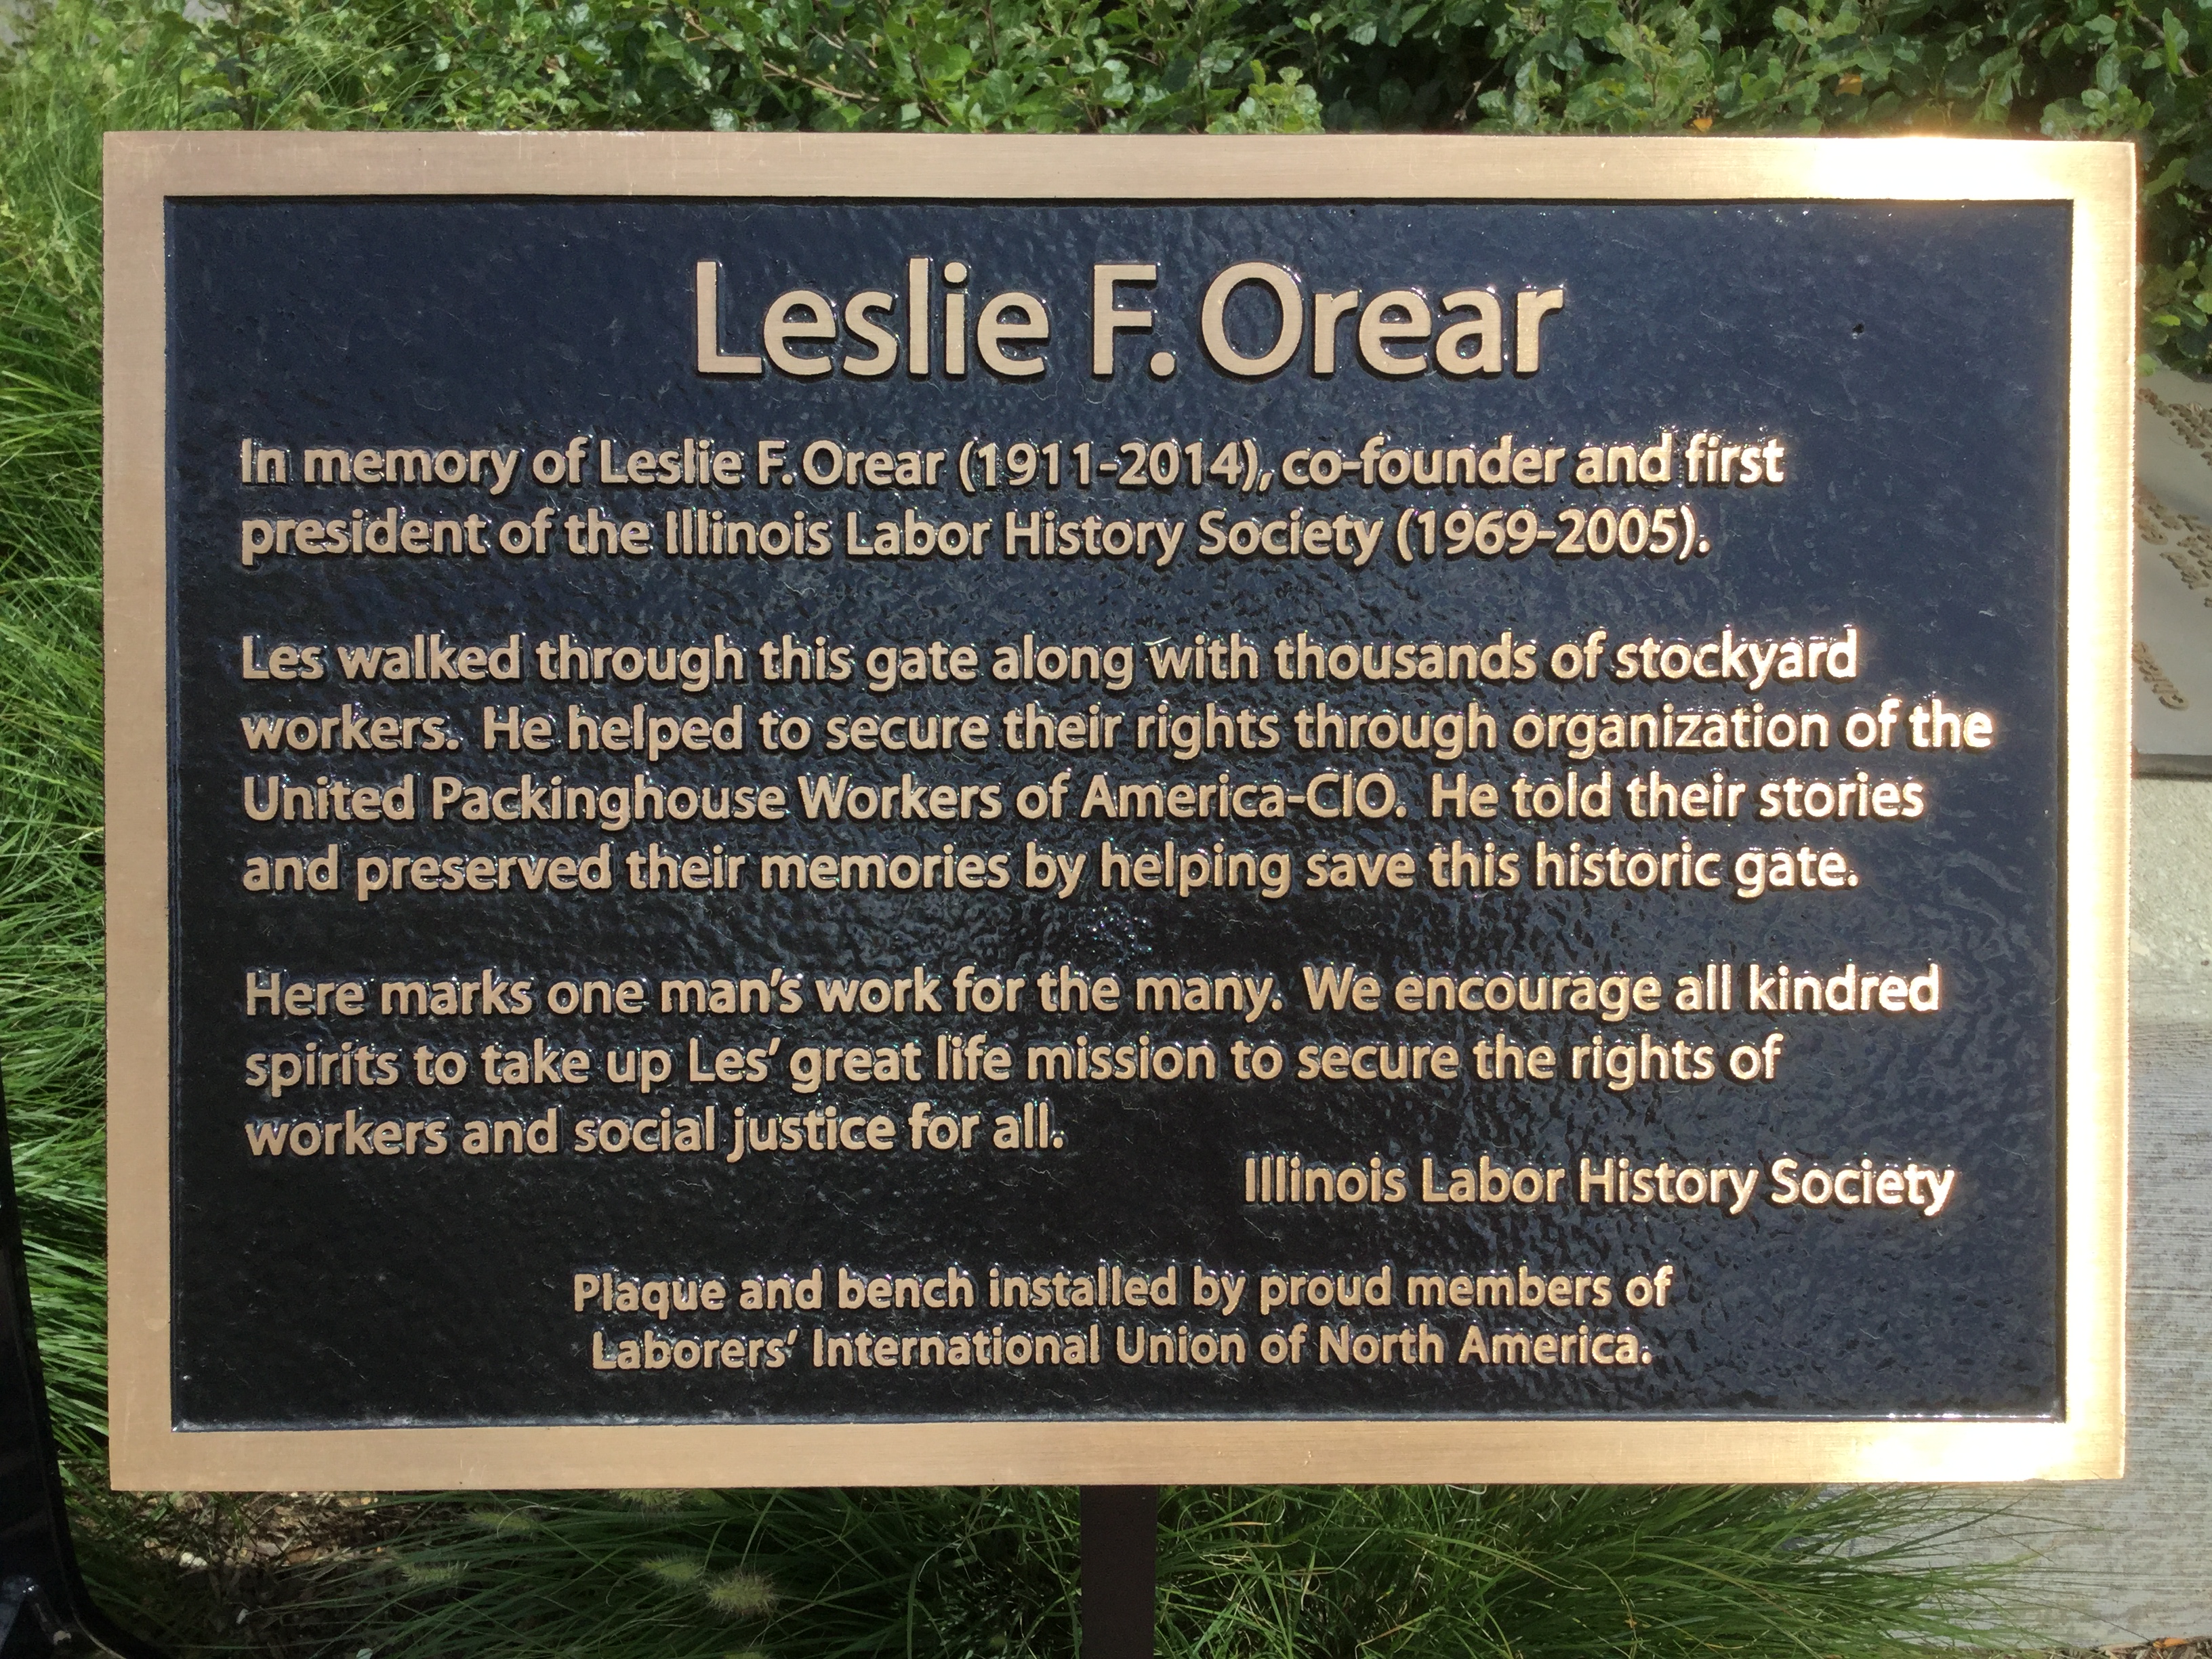 Leslie F. Orear
In memory of Leslie F. Orear (1911-2014), co-founder and first
president of the Illinois Labor History Society (1969-2005).
Les walked through this gate along with thousands of stockyard
workers. He helped to secure their rights through organization of the
United Packinghouse Workers of America-CIO. He told their stories
and preserved their memories by helping save this historic gate.
Here marks one man's work for the many. We encourage all kindred
spirits to take up Les' great life mission to secure the rights of
workers and social justice for all.
Illinois Labor History Society
Plaque and bench installed by proud members of
Laborers' International Union of North America.